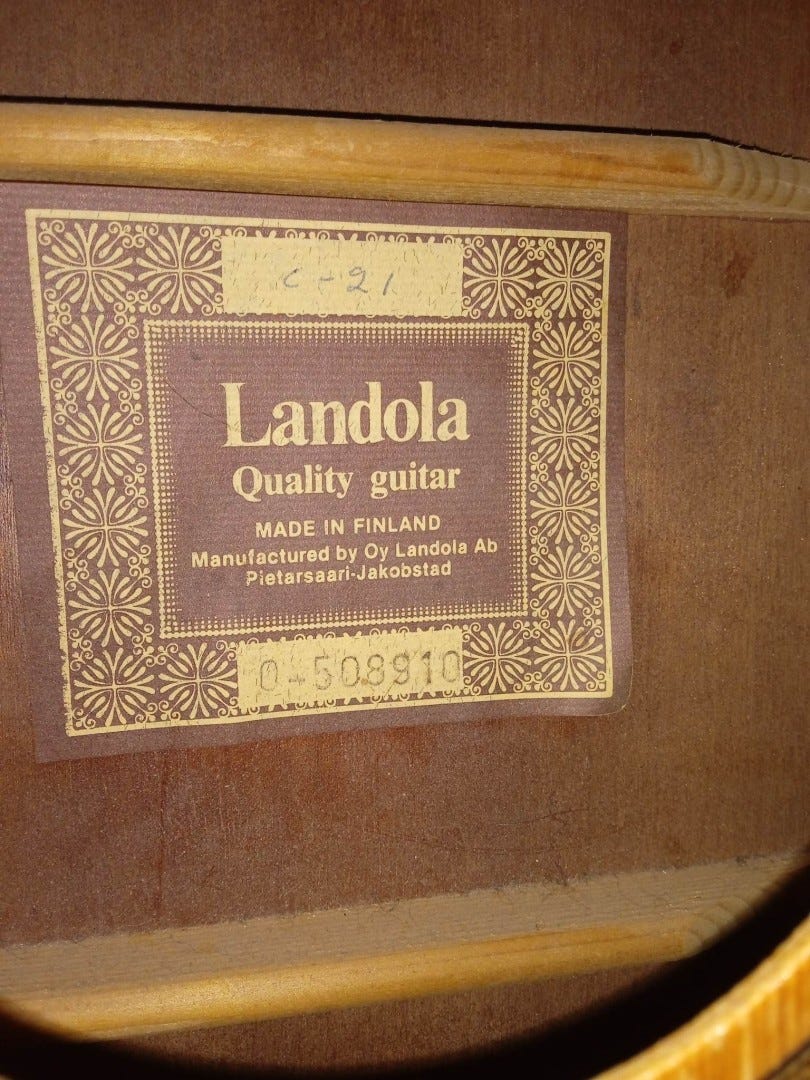 C-21
Landola
Quality guitar
MADE IN FINLAND
Manufactured by Oy Landola Ab
Pietarsaari-Jakobstad
0-508910